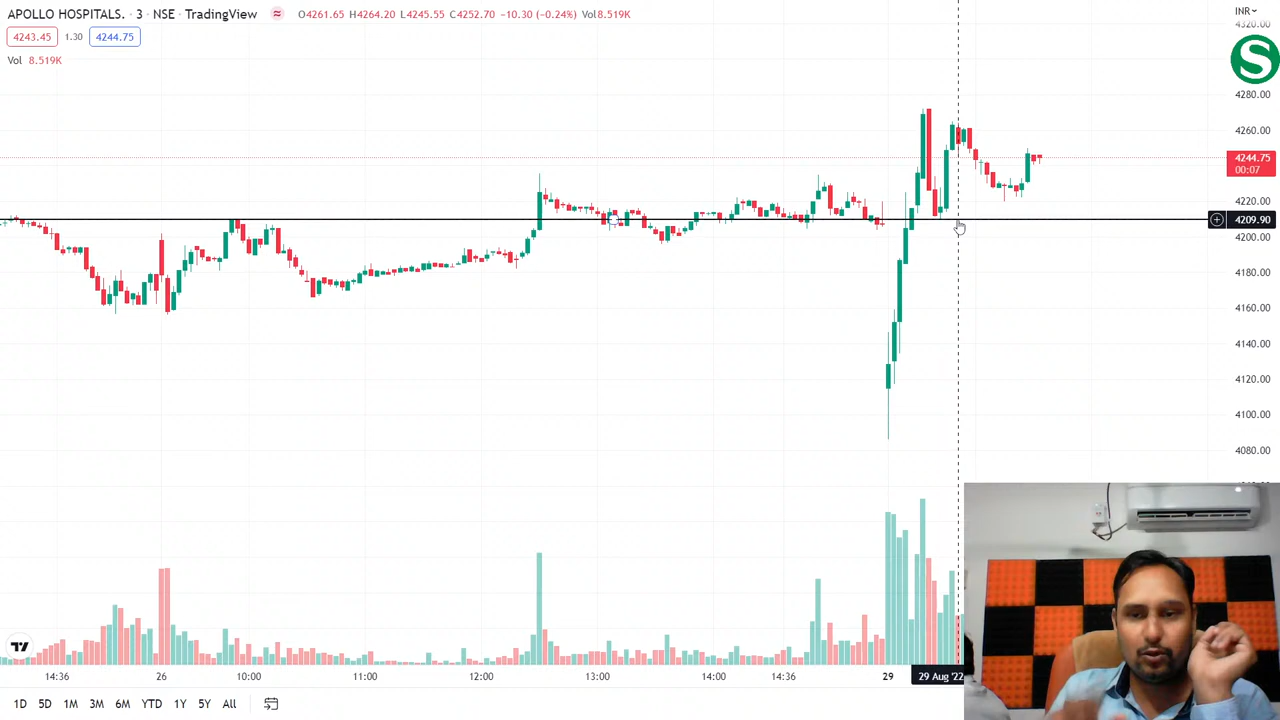 APOLLO HOSPITALS. · 3 · NSE · TradingView ≈ O4261.65 H4264.20 L4245.55 C4252.70 −10.30 (−0.24%) Vol8.519K
INR
4243.45 1.30 4244.75
Vol 8.519K
S
4320.00
4280.00
4260.00
4244.75
00:07
4220.00
4209.90
4200.00
4180.00
4160.00
4140.00
4120.00
4100.00
4080.00
14:36 26 10:00 11:00 12:00 13:00 14:00 14:36 29 29 Aug '22
1D 5D 1M 3M 6M YTD 1Y 5Y All